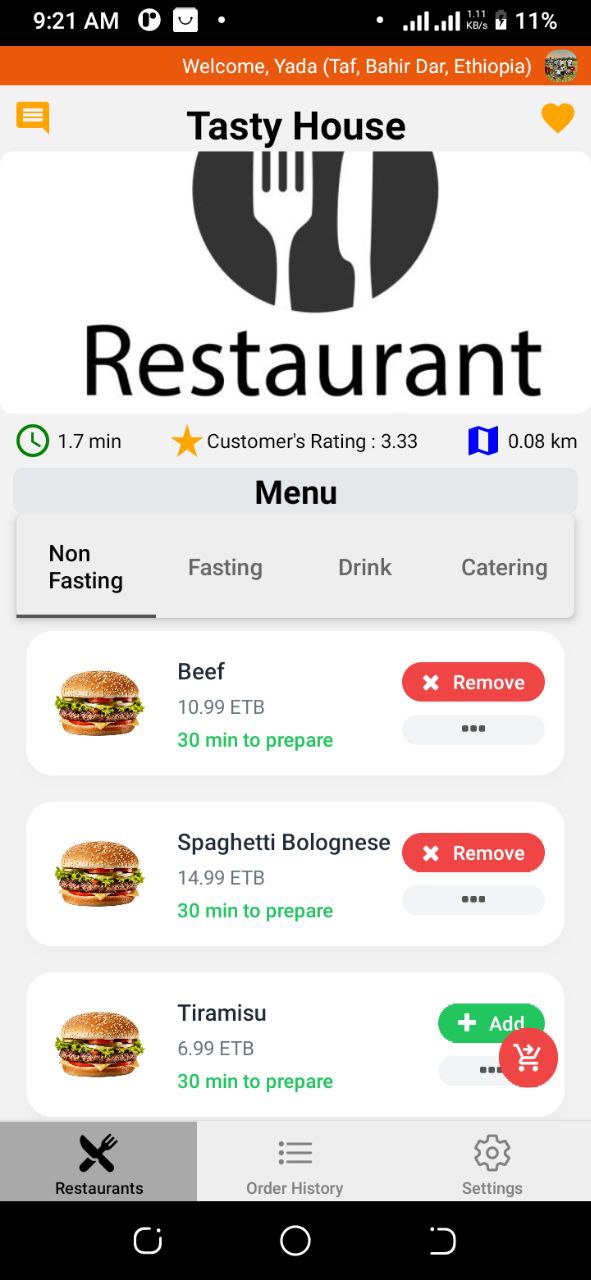 9:21 AM
1.11 KB/s
11%
Welcome, Yada (Taf, Bahir Dar, Ethiopia)
Tasty House
Restaurant
1.7 min
Customer's Rating : 3.33
0.08 km
Menu
Non
Fasting
Fasting
Drink
Catering
Beef
Remove
10.99 ETB
30 min to prepare
Spaghetti Bolognese
Remove
14.99 ETB
30 min to prepare
Tiramisu
Add
6.99 ETB
30 min to prepare
Restaurants
Order History
Settings